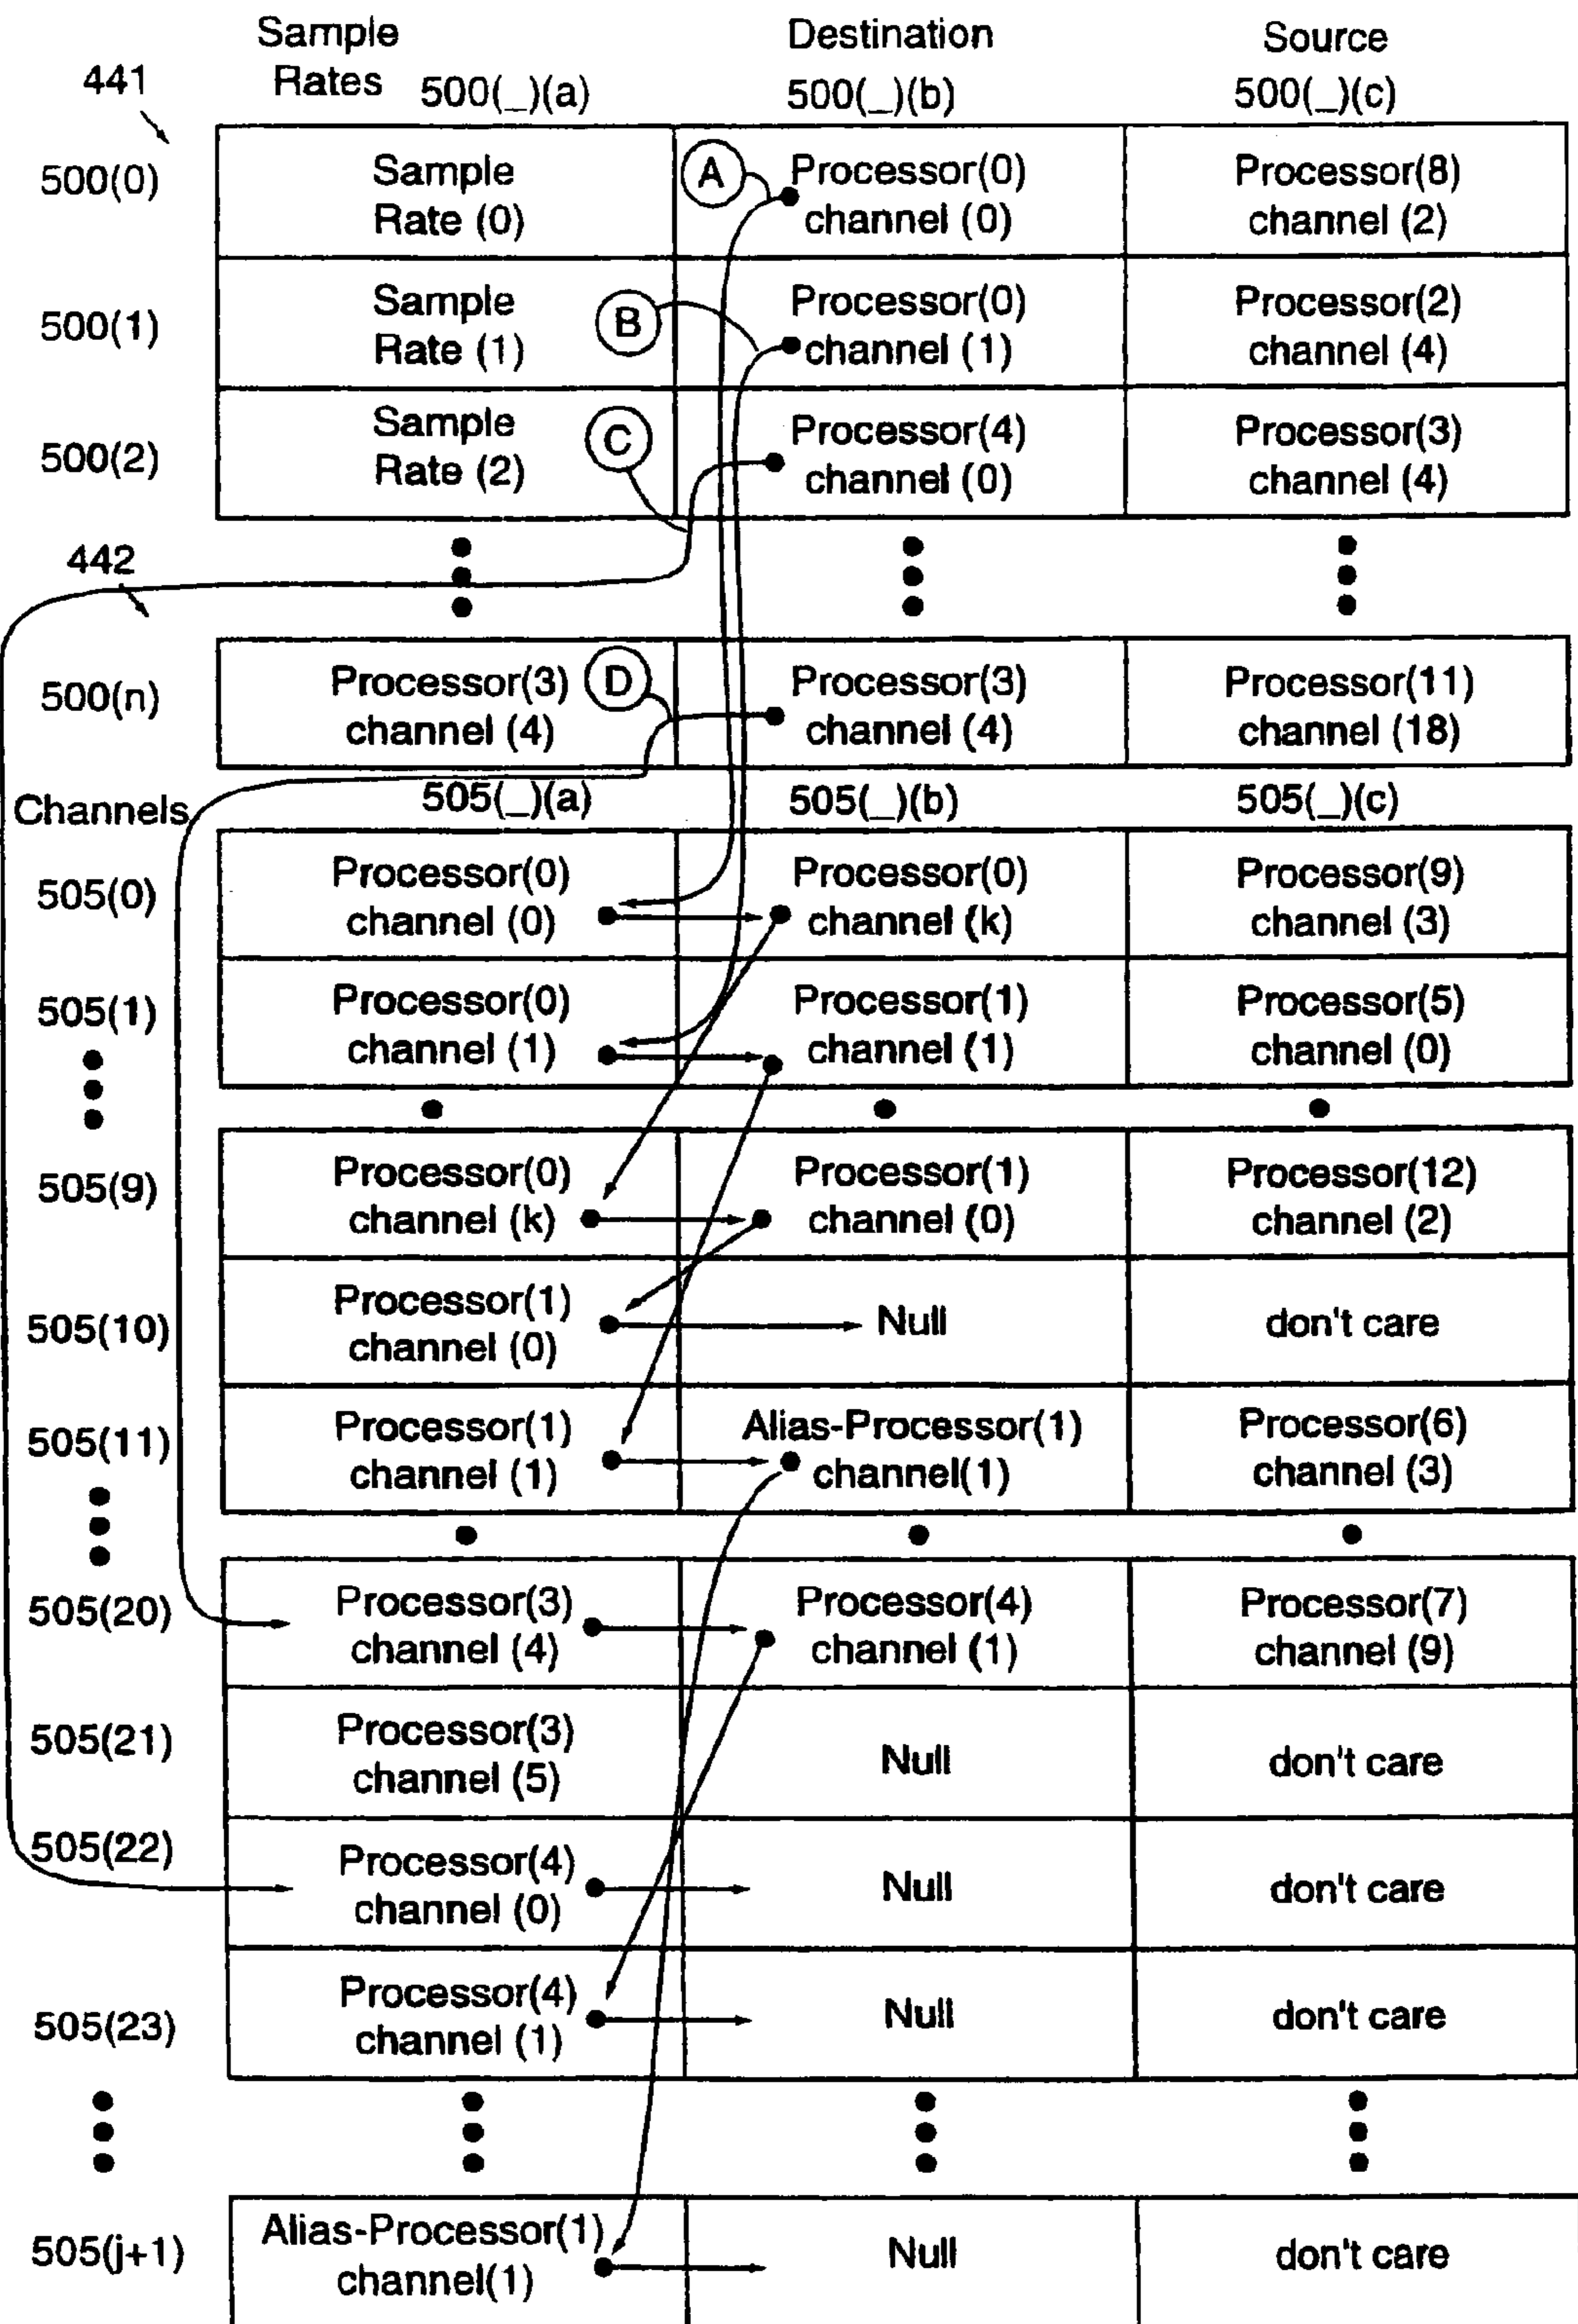 Sample Rates 500(_)(a)
Destination 500(_)(b)
Source 500(_)(c)
441
500(0)
Sample
Rate (0)
A
Processor(0)
channel (0)
Processor(8)
channel (2)
500(1)
Sample
Rate (1)
B
Processor(0)
channel (1)
Processor(2)
channel (4)
500(2)
Sample
Rate (2)
C
Processor(4)
channel (0)
Processor(3)
channel (4)
442
500(n)
Processor(3)
channel (4)
D
Processor(3)
channel (4)
Processor(11)
channel (18)
Channels
505(_)(a)
505(_)(b)
505(_)(c)
505(0)
Processor(0)
channel (0)
Processor(0)
channel (k)
Processor(9)
channel (3)
505(1)
Processor(0)
channel (1)
Processor(1)
channel (1)
Processor(5)
channel (0)
505(9)
Processor(0)
channel (k)
Processor(1)
channel (0)
Processor(12)
channel (2)
505(10)
Processor(1)
channel (0)
Null
don't care
505(11)
Processor(1)
channel (1)
Alias-Processor(1)
channel(1)
Processor(6)
channel (3)
505(20)
Processor(3)
channel (4)
Processor(4)
channel (1)
Processor(7)
channel (9)
505(21)
Processor(3)
channel (5)
Null
don't care
505(22)
Processor(4)
channel (0)
Null
don't care
505(23)
Processor(4)
channel (1)
Null
don't care
505(j+1)
Alias-Processor(1)
channel(1)
Null
don't care